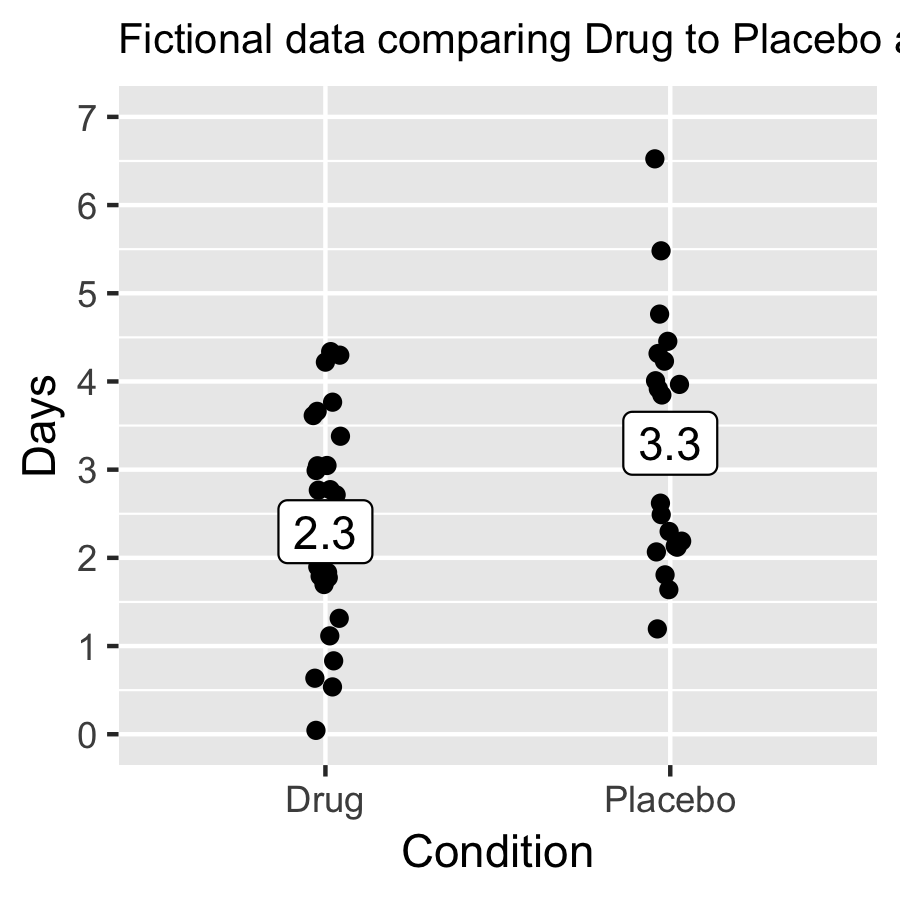 Fictional data comparing Drug to Placebo
7
6
5
4
3
2
1
0
Days
2.3
3.3
Drug Placebo
Condition